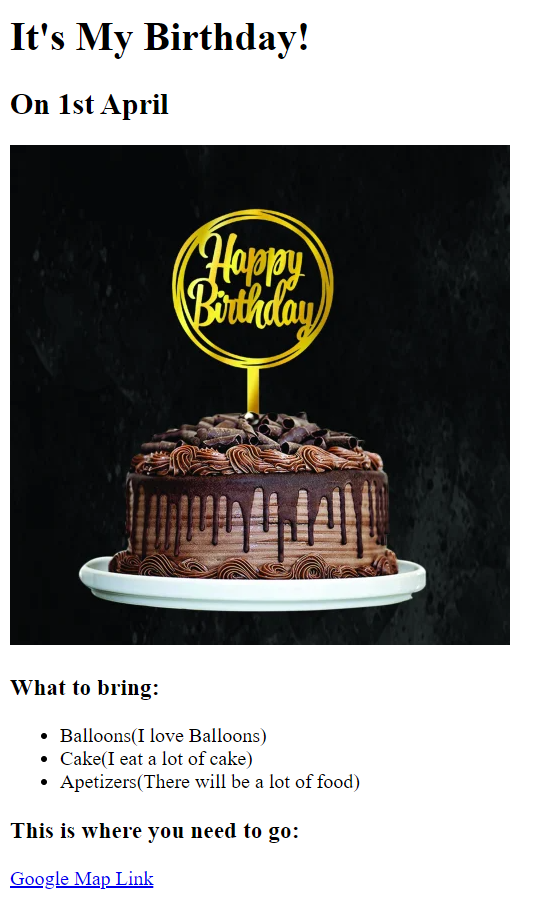 It's My Birthday!
On 1st April
Happy
Birthday
What to bring:
Balloons(I love Balloons)
Cake(I eat a lot of cake)
Apetizers(There will be a lot of food)
This is where you need to go:
Google Map Link